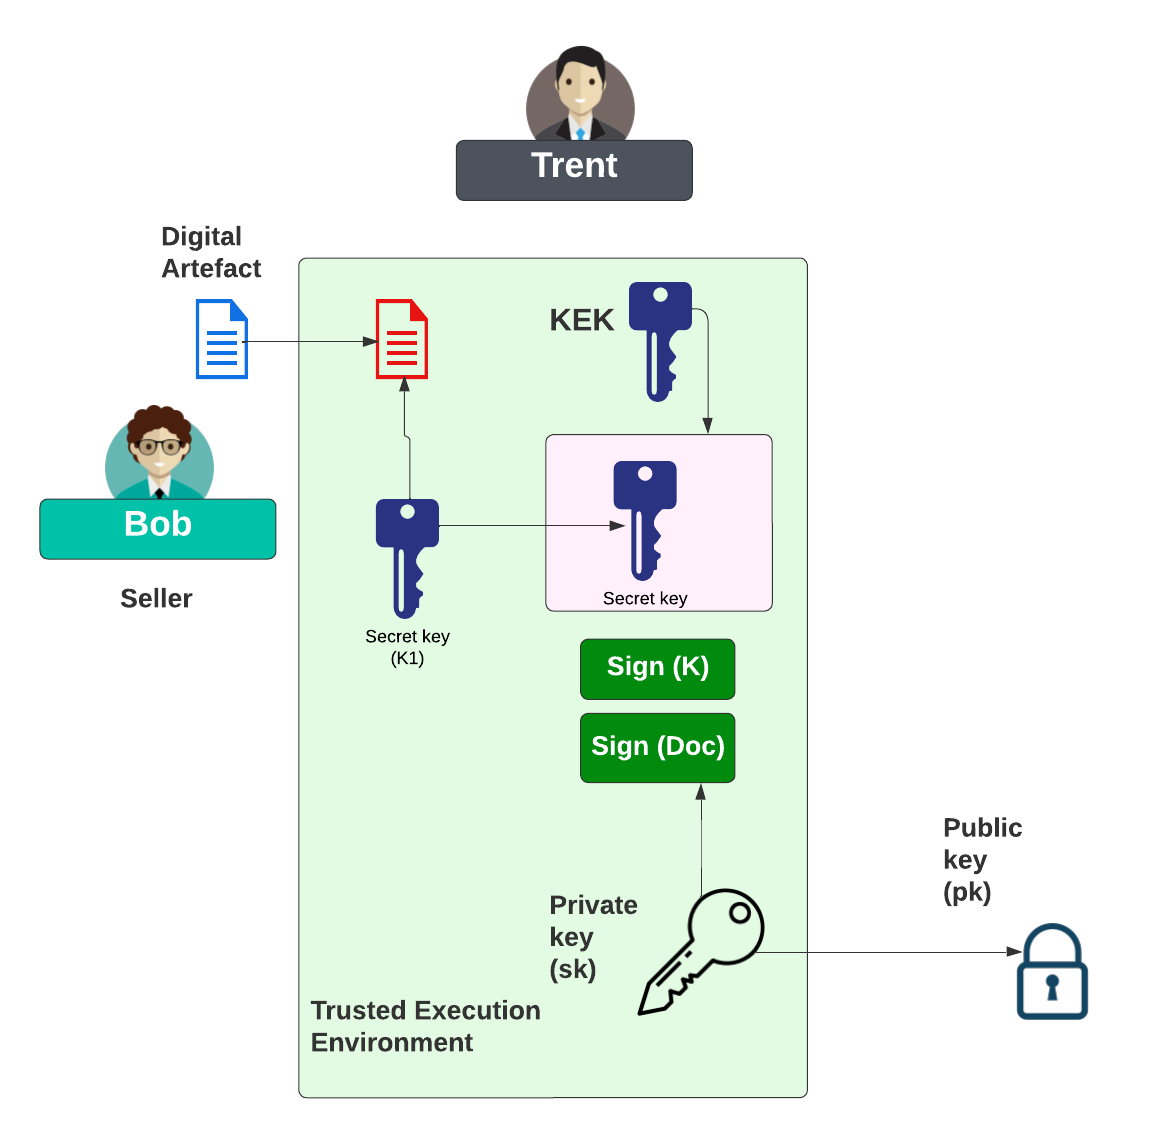 Trent
Digital
Artefact
KEK
Bob
Seller
Secret key
(K1)
Secret key
Sign (K)
Sign (Doc)
Public
key
(pk)
Private
key
(sk)
Trusted Execution
Environment